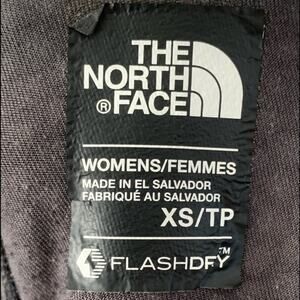 THE
NORTH
® FACE
WOMENS/FEMMES
MADE IN EL SALVADOR
FABRIQUÉ AU SALVADOR
XS/TP
FLASHDRY™